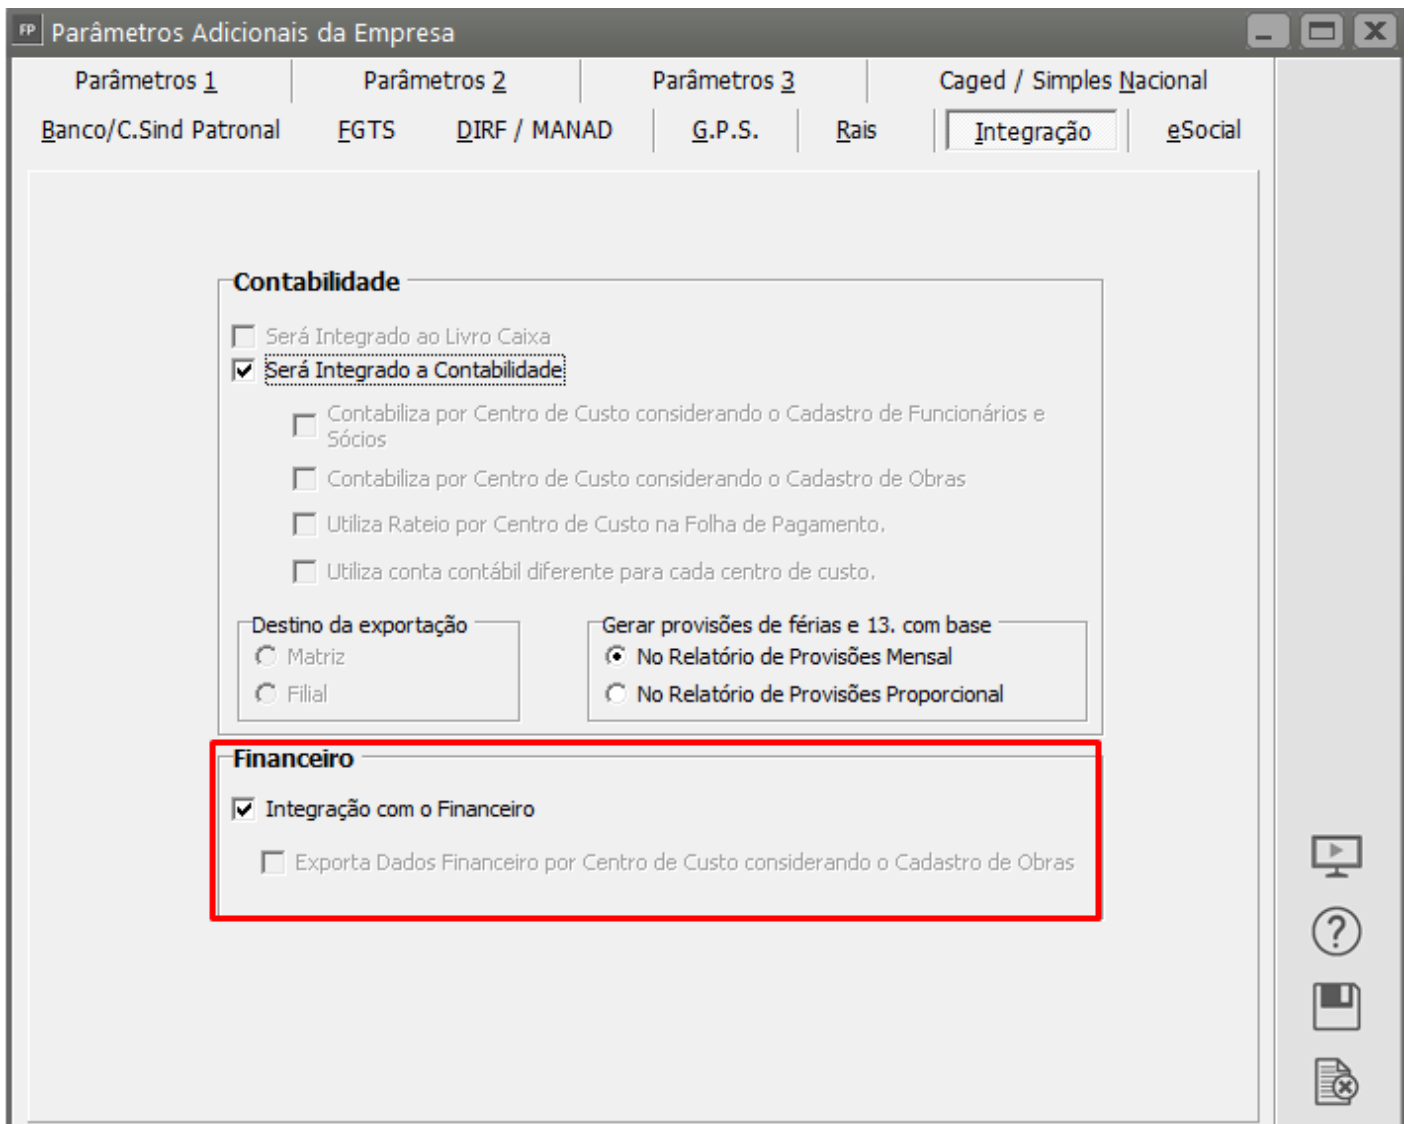 FP Parâmetros Adicionais da Empresa
Parâmetros 1 Parâmetros 2 Parâmetros 3 Caged / Simples Nacional
Banco/C.Sind Patronal FGTS DIRF / MANAD G.P.S. Rais Integração eSocial
Contabilidade
Será Integrado ao Livro Caixa
Será Integrado a Contabilidade
Contabiliza por Centro de Custo considerando o Cadastro de Funcionários e
Sócios
Contabiliza por Centro de Custo considerando o Cadastro de Obras
Utiliza Rateio por Centro de Custo na Folha de Pagamento.
Utiliza conta contábil diferente para cada centro de custo.
Destino da exportação
Matriz
Filial
Gerar provisões de férias e 13. com base
No Relatório de Provisões Mensal
No Relatório de Provisões Proporcional
Financeiro
Integração com o Financeiro
Exporta Dados Financeiro por Centro de Custo considerando o Cadastro de Obras